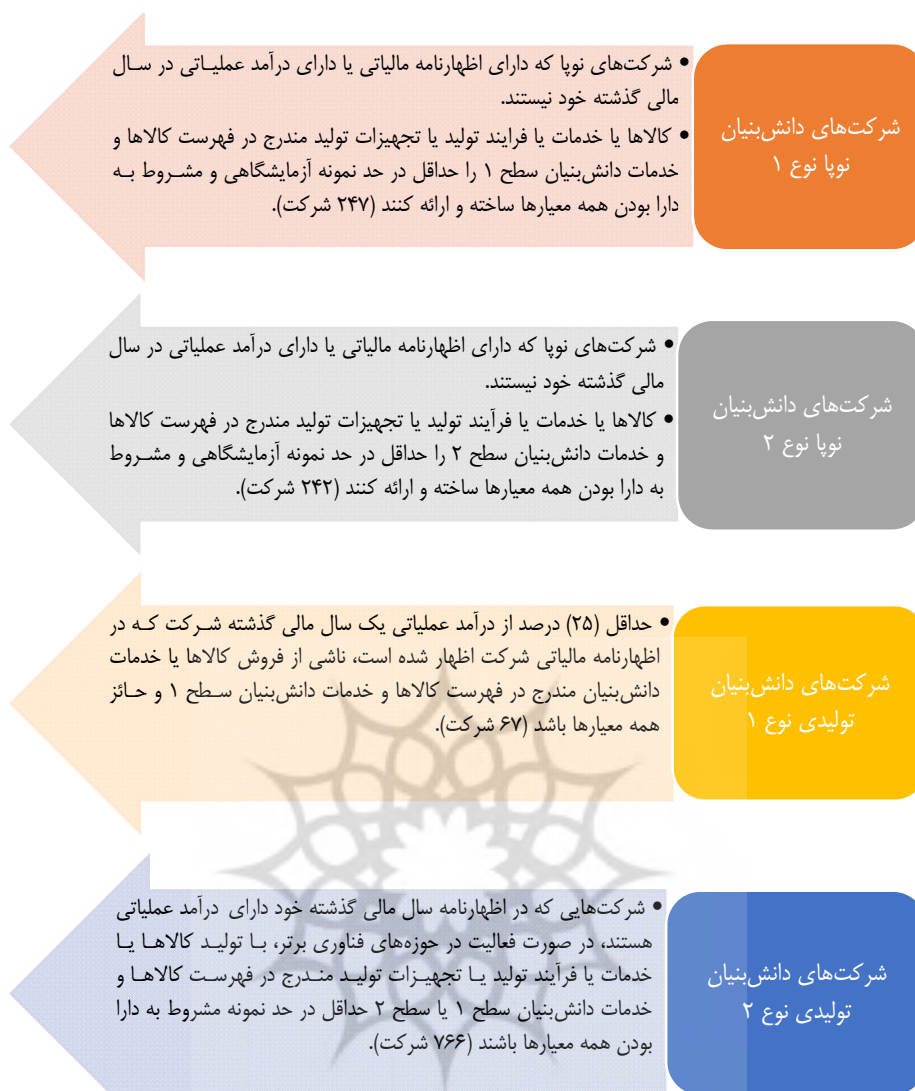 شرکت‌های دانش‌بنیان
نوپا نوع ۱
• شرکت‌های نوپا که دارای اظهارنامه مالیاتی یا دارای درآمد عملیـاتی در سـال
مالی گذشته خود نیستند.
• کالاها یا خدمات یا فرایند تولید یا تجهیزات تولید مندرج در فهرست کالاها و
خدمات دانش‌بنیان سطح ۱ را حداقل در حد نمونه آزمایشگاهی و مشـروط بـه
دارا بودن همه معیارها ساخته و ارائه کنند (۲۴۷ شرکت).
شرکت‌های دانش‌بنیان
نوپا نوع ۲
• شرکت‌های نوپا که دارای اظهارنامه مالیاتی یا دارای درآمد عملیاتی در سال
مالی گذشته خود نیستند.
• کالاها یا خدمات یا فرآیند تولید یا تجهیزات تولید مندرج در فهرست کالاها
و خدمات دانش‌بنیان سطح ۲ را حداقل در حد نمونه آزمایشگاهی و مشـروط
به دارا بودن همه معیارها ساخته و ارائه کنند (۲۴۲ شرکت).
شرکت‌های دانش‌بنیان
تولیدی نوع ۱
• حداقل (۲۵) درصد از درآمد عملیاتی یک سال مالی گذشته شـرکت کـه در
اظهارنامه مالیاتی شرکت اظهار شده است، ناشی از فروش کالاها یا خدمات
دانش‌بنیان مندرج در فهرست کالاها و خدمات دانش‌بنیان سـطح ۱ و حـائز
همه معیارها باشد (۶۷ شرکت).
شرکت‌های دانش‌بنیان
تولیدی نوع ۲
• شرکت‌هایی که در اظهارنامه سال مالی گذشته خود دارای درآمد عملیاتی
هستند، در صورت فعالیت در حوزه‌های فناوری برتر، بـا تولیـد کالاهـا یـا
خدمات یا فرآیند تولید یـا تجهیـزات تولیـد منـدرج در فهرسـت کالاهـا و
خدمات دانش‌بنیان سطح ۱ یا سطح ۲ حداقل در حد نمونه مشروط به دارا
بودن همه معیارها باشند (۷۶۶ شرکت).